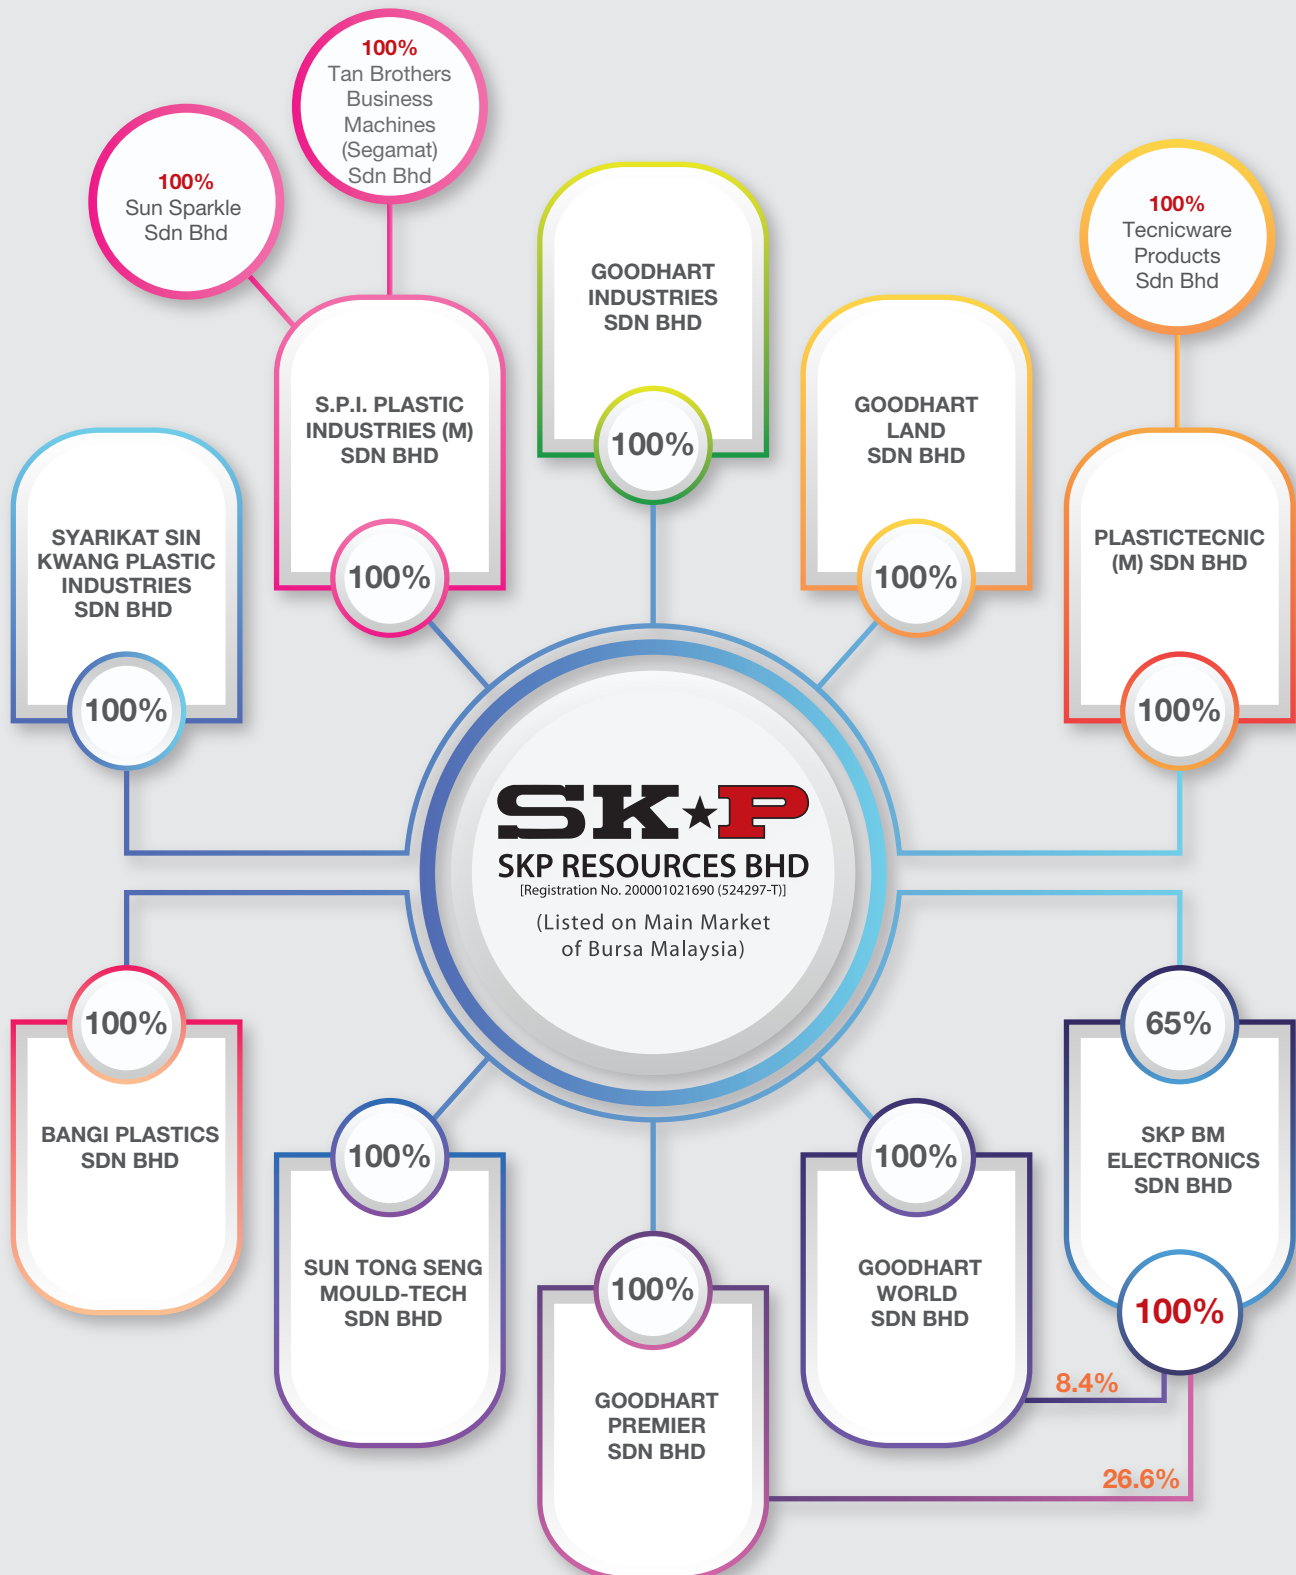 100%
Tan Brothers
Business
Machines
(Segamat)
Sdn Bhd
100%
Sun Sparkle
Sdn Bhd
100%
Tecnicware
Products
Sdn Bhd
GOODHART
INDUSTRIES
SDN BHD
100%
S.P.I. PLASTIC
INDUSTRIES (M)
SDN BHD
100%
GOODHART
LAND
SDN BHD
100%
SYARIKAT SIN
KWANG PLASTIC
INDUSTRIES
SDN BHD
100%
PLASTICTECNIC
(M) SDN BHD
100%
SK★P
SKP RESOURCES BHD
[Registration No. 200001021690 (524297-T)]
(Listed on Main Market
of Bursa Malaysia)
100%
BANGI PLASTICS
SDN BHD
100%
SUN TONG SENG
MOULD-TECH
SDN BHD
100%
GOODHART
PREMIER
SDN BHD
100%
GOODHART
WORLD
SDN BHD
65%
SKP BM
ELECTRONICS
SDN BHD
100%
8.4%
26.6%